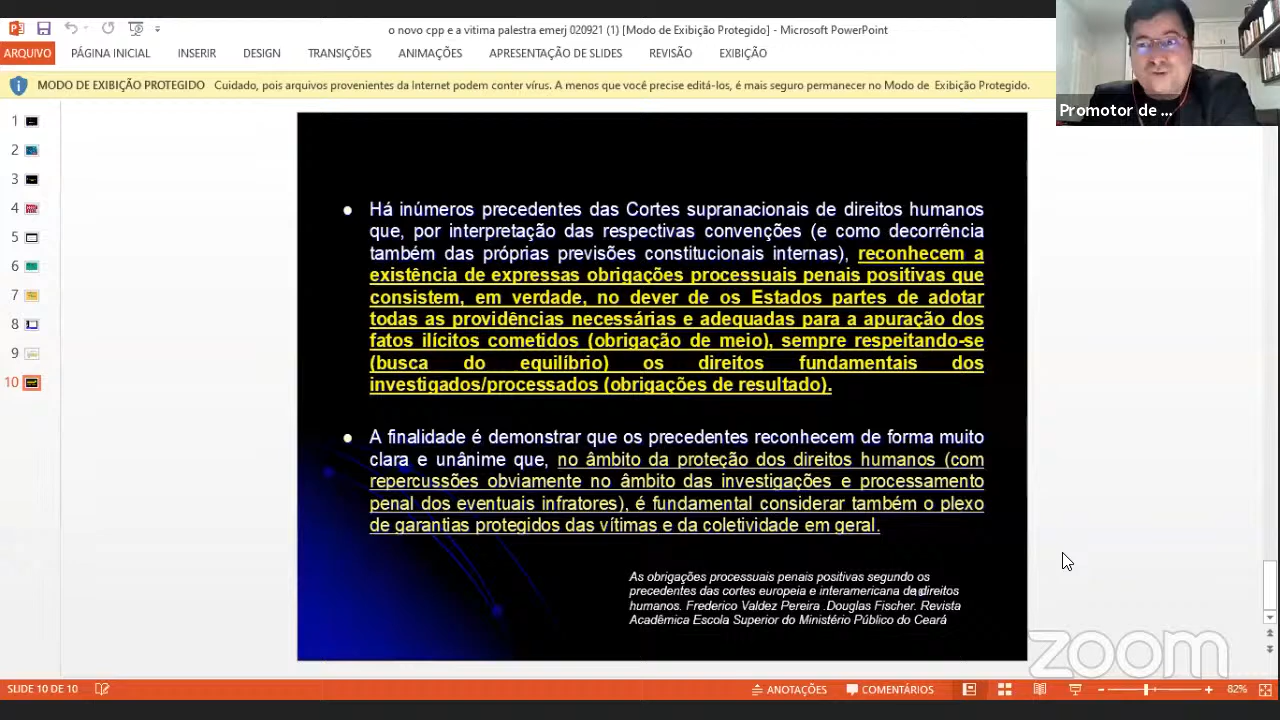 o novo cpp e a vitima palestra emerj 020921 (1) [Modo de Exibição Protegido] - Microsoft PowerPoint
ARQUIVO PÁGINA INICIAL INSERIR DESIGN TRANSIÇÕES ANIMAÇÕES APRESENTAÇÃO DE SLIDES REVISÃO EXIBIÇÃO
MODO DE EXIBIÇÃO PROTEGIDO Cuidado, pois arquivos provenientes da Internet podem conter vírus. A menos que você precise editá-los, é mais seguro permanecer no Modo de Exibição Protegido.
Promotor de ...
1
2
3
4
5
6
7
8
9
10
Há inúmeros precedentes das Cortes supranacionais de direitos humanos
que, por interpretação das respectivas convenções (e como decorrência
também das próprias previsões constitucionais internas), reconhecem a
existência de expressas obrigações processuais penais positivas que
consistem, em verdade, no dever de os Estados partes de adotar
todas as providências necessárias e adequadas para a apuração dos
fatos ilícitos cometidos (obrigação de meio), sempre respeitando-se
(busca do equilíbrio) os direitos fundamentais dos
investigados/processados (obrigações de resultado).
A finalidade é demonstrar que os precedentes reconhecem de forma muito
clara e unânime que, no âmbito da proteção dos direitos humanos (com
repercussões obviamente no âmbito das investigações e processamento
penal dos eventuais infratores), é fundamental considerar também o plexo
de garantias protegidos das vítimas e da coletividade em geral.
As obrigações processuais penais positivas segundo os
precedentes das cortes europeia e interamericana de direitos
humanos. Frederico Valdez Pereira .Douglas Fischer. Revista
Acadêmica Escola Superior do Ministério Público do Ceará
zoom
SLIDE 10 DE 10 ANOTAÇÕES COMENTÁRIOS 82%